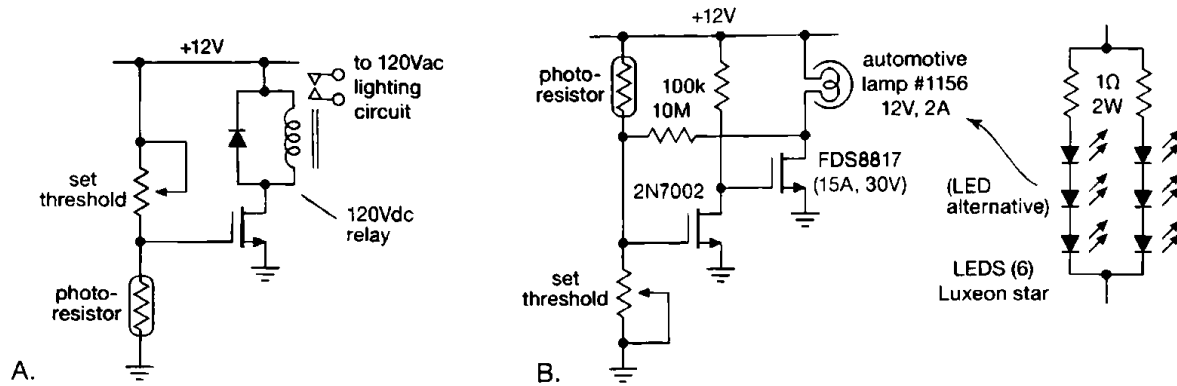 +12V
to 120Vac
lighting
circuit
set
threshold
120Vdc
relay
photo-
resistor
A.
+12V
photo-
resistor
100k
10M
automotive
lamp #1156
12V, 2A
FDS8817
(15A, 30V)
2N7002
set
threshold
B.
1Ω
2W
(LED
alternative)
LEDS (6)
Luxeon star